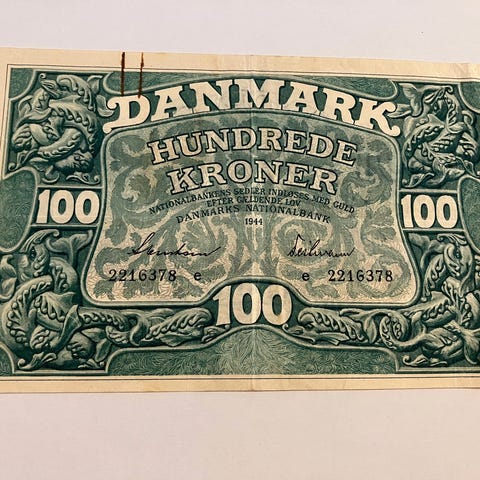 DANMARK
HUNDREDE
KRONER
NATIONALBANKENS SEDLER INDLØSES MED GULD
EFTER GÆLDENDE LOV
DANMARKS NATIONALBANK
1944
100 100
2216378 e e 2216378
100